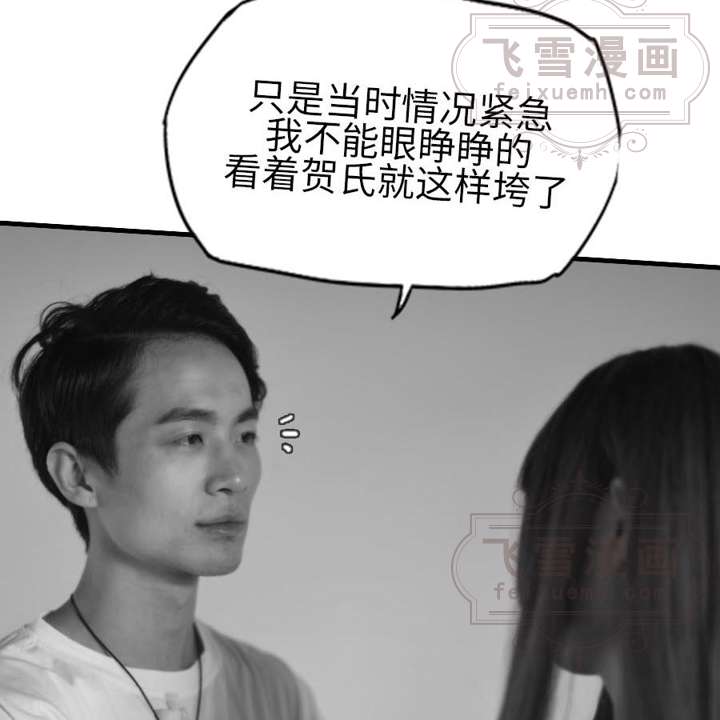 飞雪漫画
feixuemh.com
只是当时情况紧急
我不能眼睁睁的
看着贺氏就这样垮了
飞雪漫画
feixuemh.com